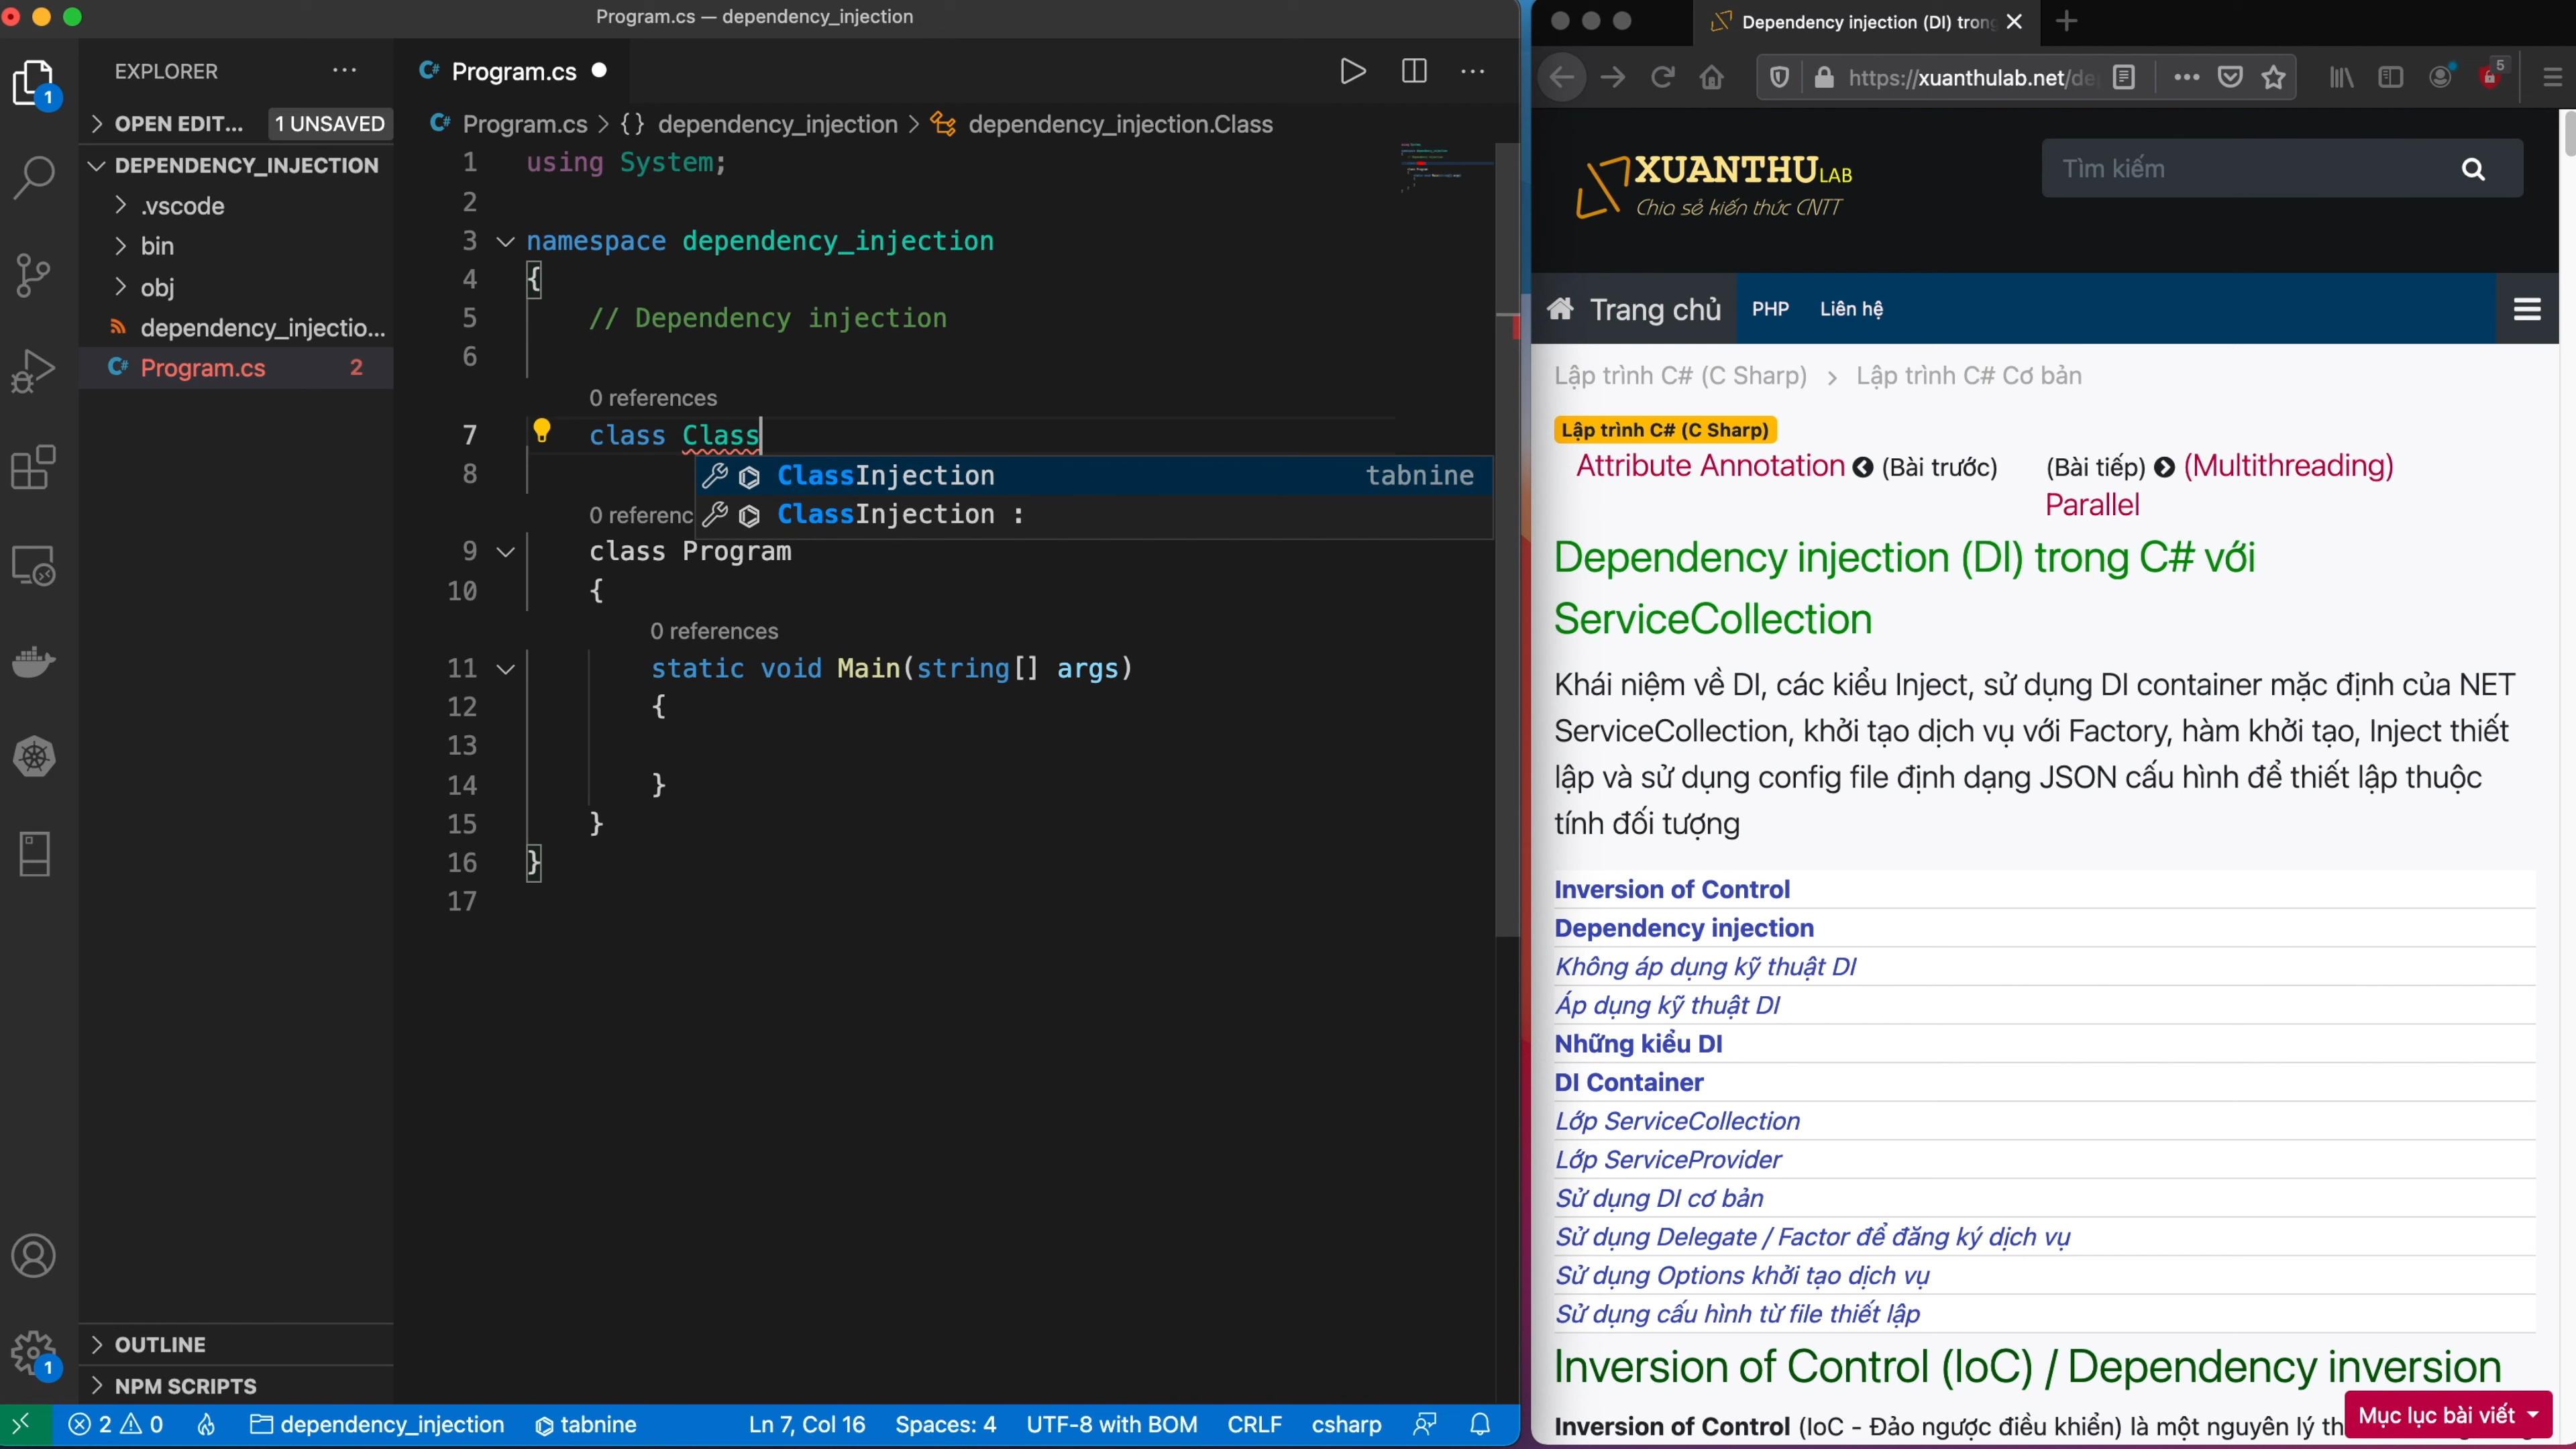 Program.cs — dependency_injection
EXPLORER
1
OPEN EDIT... 1 UNSAVED
DEPENDENCY_INJECTION
.vscode
bin
obj
dependency_injectio...
Program.cs 2
OUTLINE
NPM SCRIPTS
1
Program.cs
Program.cs > {} dependency_injection > dependency_injection.Class
1 using System;
2
3 namespace dependency_injection
4 {
5 // Dependency injection
6
0 references
7 class Class
ClassInjection tabnine
ClassInjection :
8
0 referenc
9 class Program
10 {
0 references
11 static void Main(string[] args)
12 {
13
14 }
15 }
16 }
17
2 0 dependency_injection tabnine Ln 7, Col 16 Spaces: 4 UTF-8 with BOM CRLF csharp
Dependency injection (DI) tron
https://xuanthulab.net/de
5
XUANTHULAB
Chia sẻ kiến thức CNTT
Tìm kiếm
Trang chủ PHP Liên hệ
Lập trình C# (C Sharp) > Lập trình C# Cơ bản
Lập trình C# (C Sharp)
Attribute Annotation (Bài trước) (Bài tiếp) (Multithreading)
Parallel
Dependency injection (DI) trong C# với
ServiceCollection
Khái niệm về DI, các kiểu Inject, sử dụng DI container mặc định của NET
ServiceCollection, khởi tạo dịch vụ với Factory, hàm khởi tạo, Inject thiết
lập và sử dụng config file định dạng JSON cấu hình để thiết lập thuộc
tính đối tượng
Inversion of Control
Dependency injection
Không áp dụng kỹ thuật DI
Áp dụng kỹ thuật DI
Những kiểu DI
DI Container
Lớp ServiceCollection
Lớp ServiceProvider
Sử dụng DI cơ bản
Sử dụng Delegate / Factor để đăng ký dịch vụ
Sử dụng Options khởi tạo dịch vụ
Sử dụng cấu hình từ file thiết lập
Inversion of Control (IoC) / Dependency inversion
Inversion of Control (IoC - Đảo ngược điều khiển) là một nguyên lý th
Mục lục bài viết